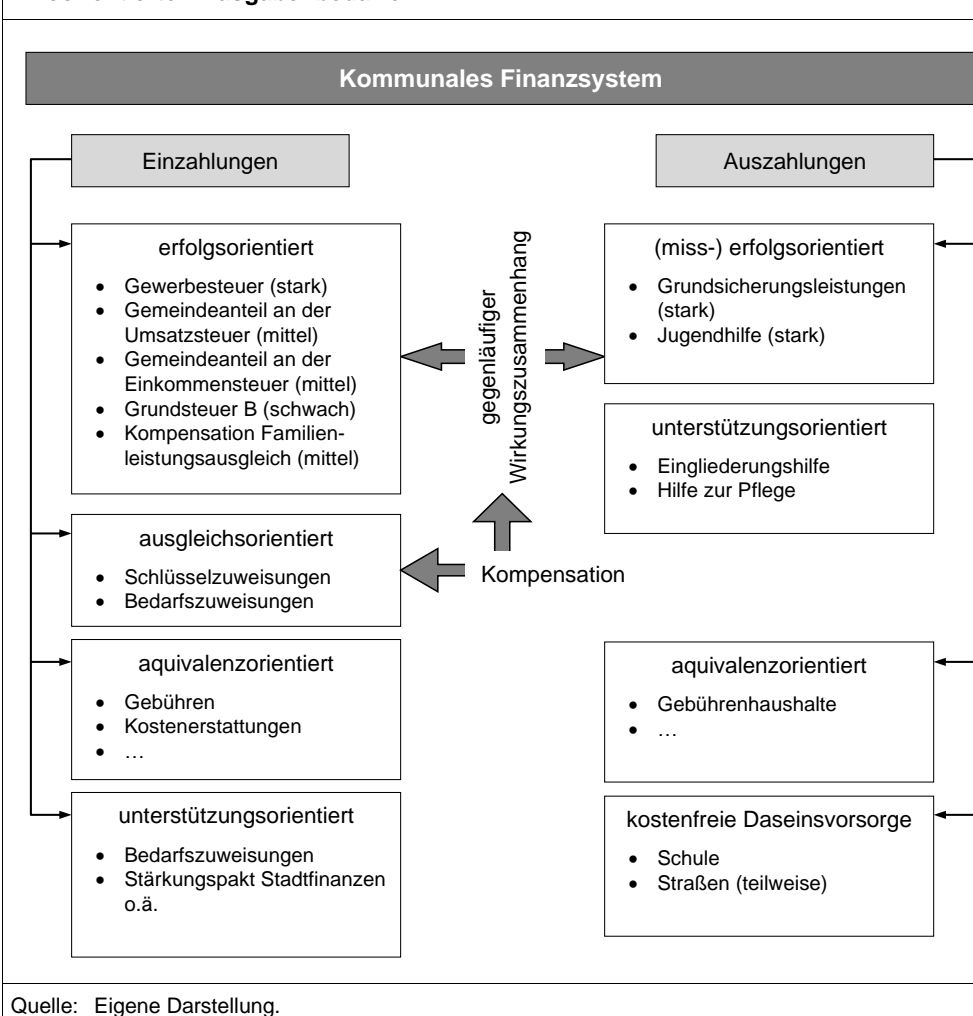 Kommunales Finanzsystem
Einzahlungen
erfolgsorientiert
• Gewerbesteuer (stark)
• Gemeindeanteil an der
Umsatzsteuer (mittel)
• Gemeindeanteil an der
Einkommensteuer (mittel)
• Grundsteuer B (schwach)
• Kompensation Familien-
leistungsausgleich (mittel)
ausgleichsorientiert
• Schlüsselzuweisungen
• Bedarfszuweisungen
aquivalenzorientiert
• Gebühren
• Kostenerstattungen
• …
unterstützungsorientiert
• Bedarfszuweisungen
• Stärkungspakt Stadtfinanzen
o.ä.
gegenläufiger
Wirkungszusammenhang
Kompensation
Auszahlungen
(miss-) erfolgsorientiert
• Grundsicherungsleistungen
(stark)
• Jugendhilfe (stark)
unterstützungsorientiert
• Eingliederungshilfe
• Hilfe zur Pflege
aquivalenzorientiert
• Gebührenhaushalte
• …
kostenfreie Daseinsvorsorge
• Schule
• Straßen (teilweise)
Quelle: Eigene Darstellung.